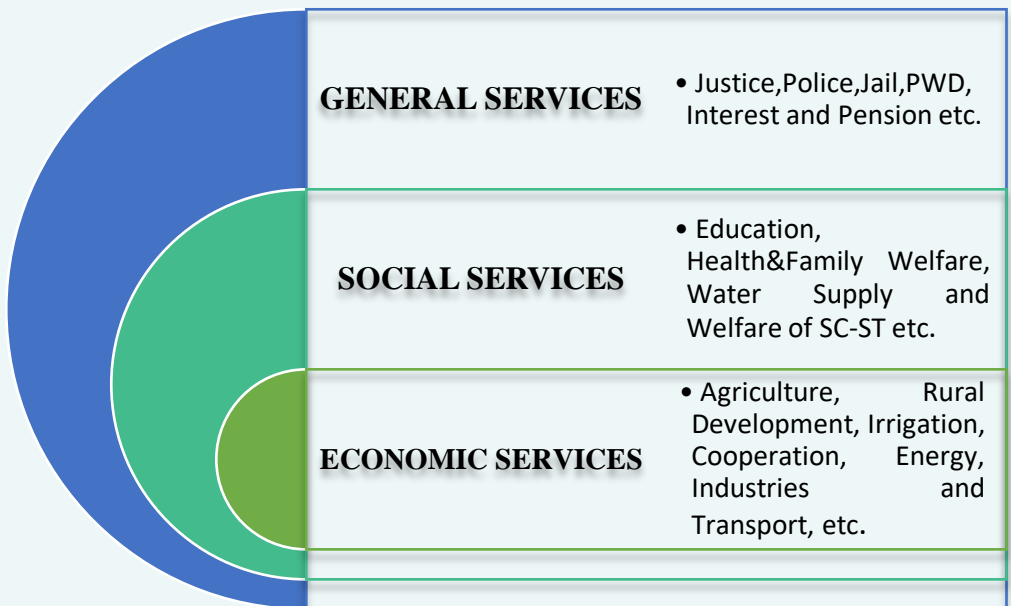 GENERAL SERVICES
• Justice,Police,Jail,PWD,
Interest and Pension etc.
SOCIAL SERVICES
• Education,
Health&Family Welfare,
Water Supply and
Welfare of SC-ST etc.
ECONOMIC SERVICES
• Agriculture, Rural
Development, Irrigation,
Cooperation, Energy,
Industries and
Transport, etc.